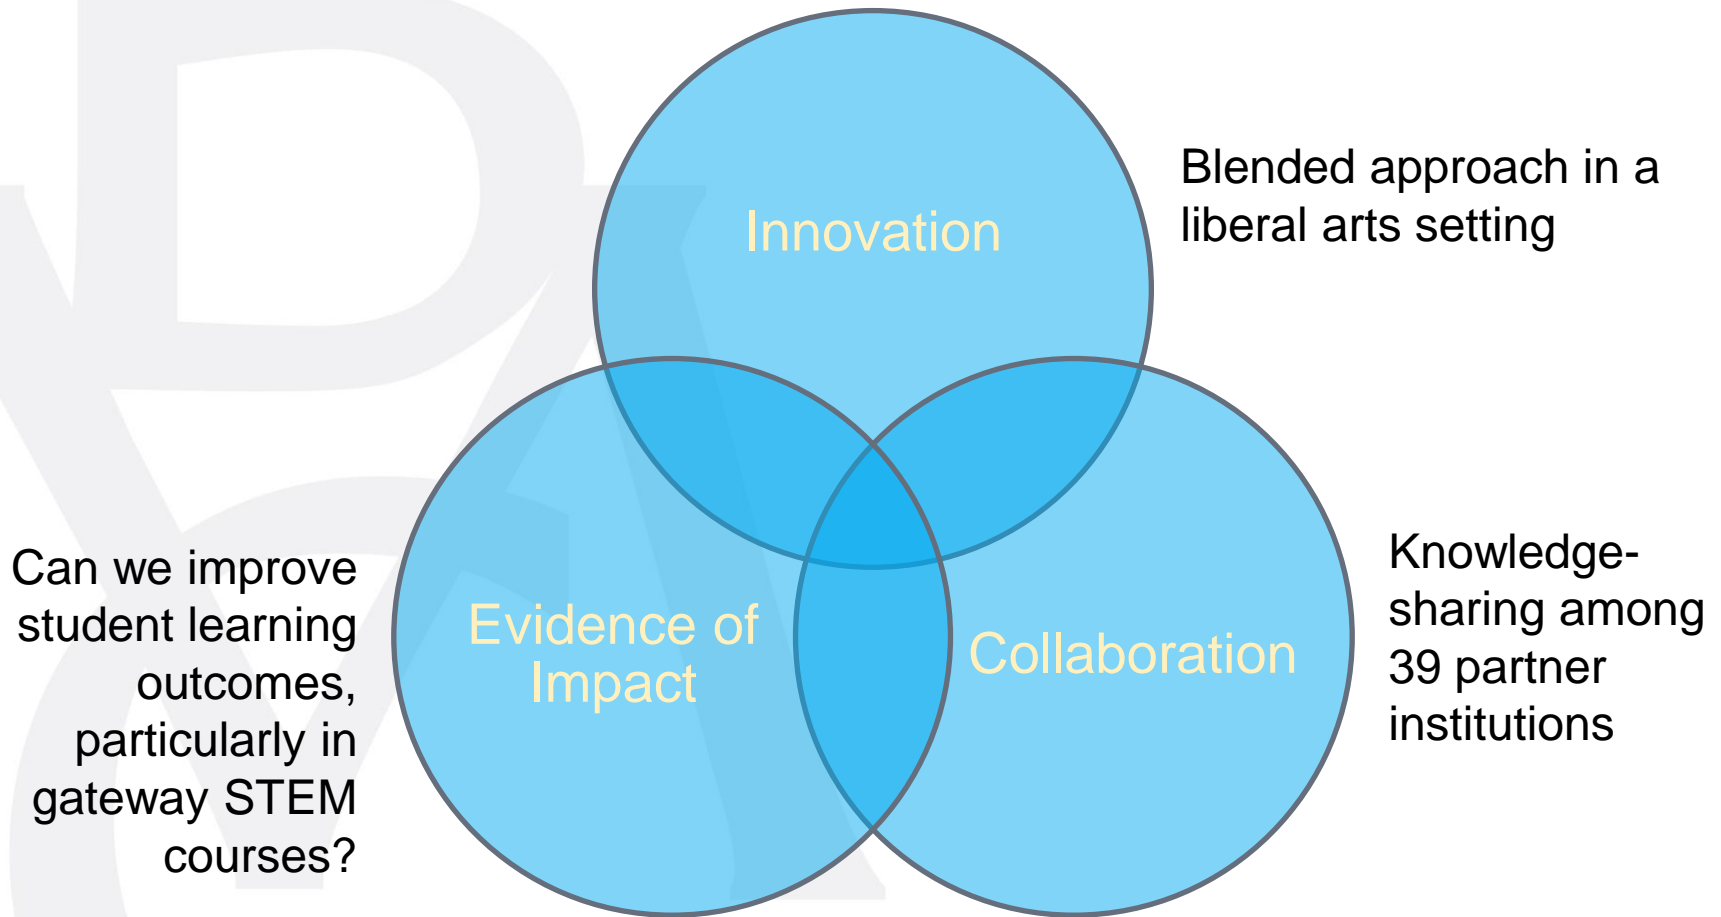 Innovation
Blended approach in a
liberal arts setting
Can we improve
student learning
outcomes,
particularly in
gateway STEM
courses?
Evidence of
Impact
Collaboration
Knowledge-
sharing among
39 partner
institutions